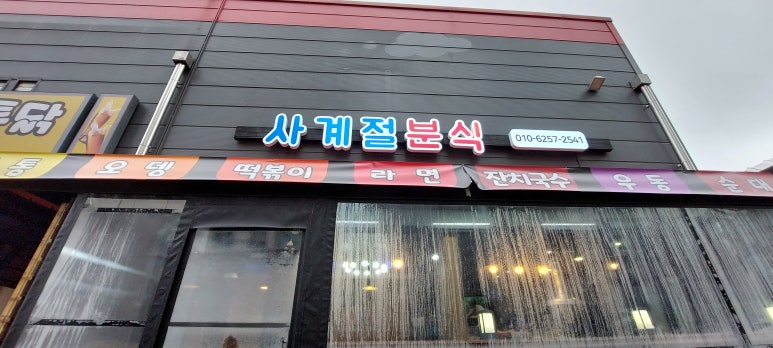 사계절분식
010-6257-2541
닭
오뎅 떡볶이 라면 잔치국수 우동 순대